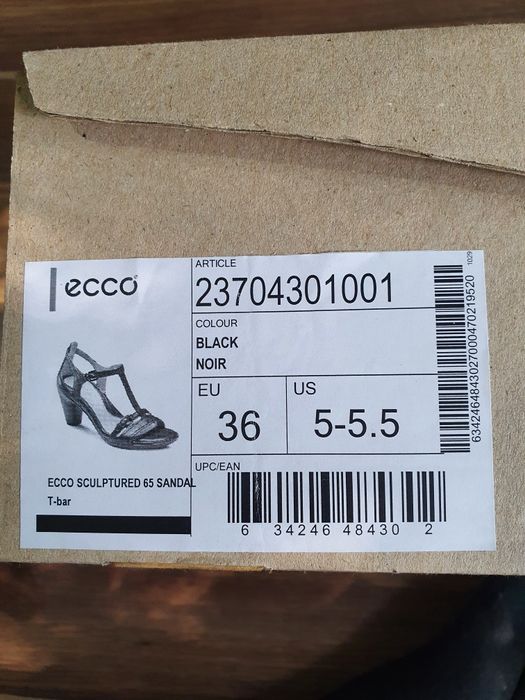 ecco
ARTICLE
23704301001
COLOUR
BLACK
NOIR
EU
36
US
5-5.5
ECCO SCULPTURED 65 SANDAL
T-bar
UPC/EAN
6 34246 48430 2
6342464843027000470219520
1029